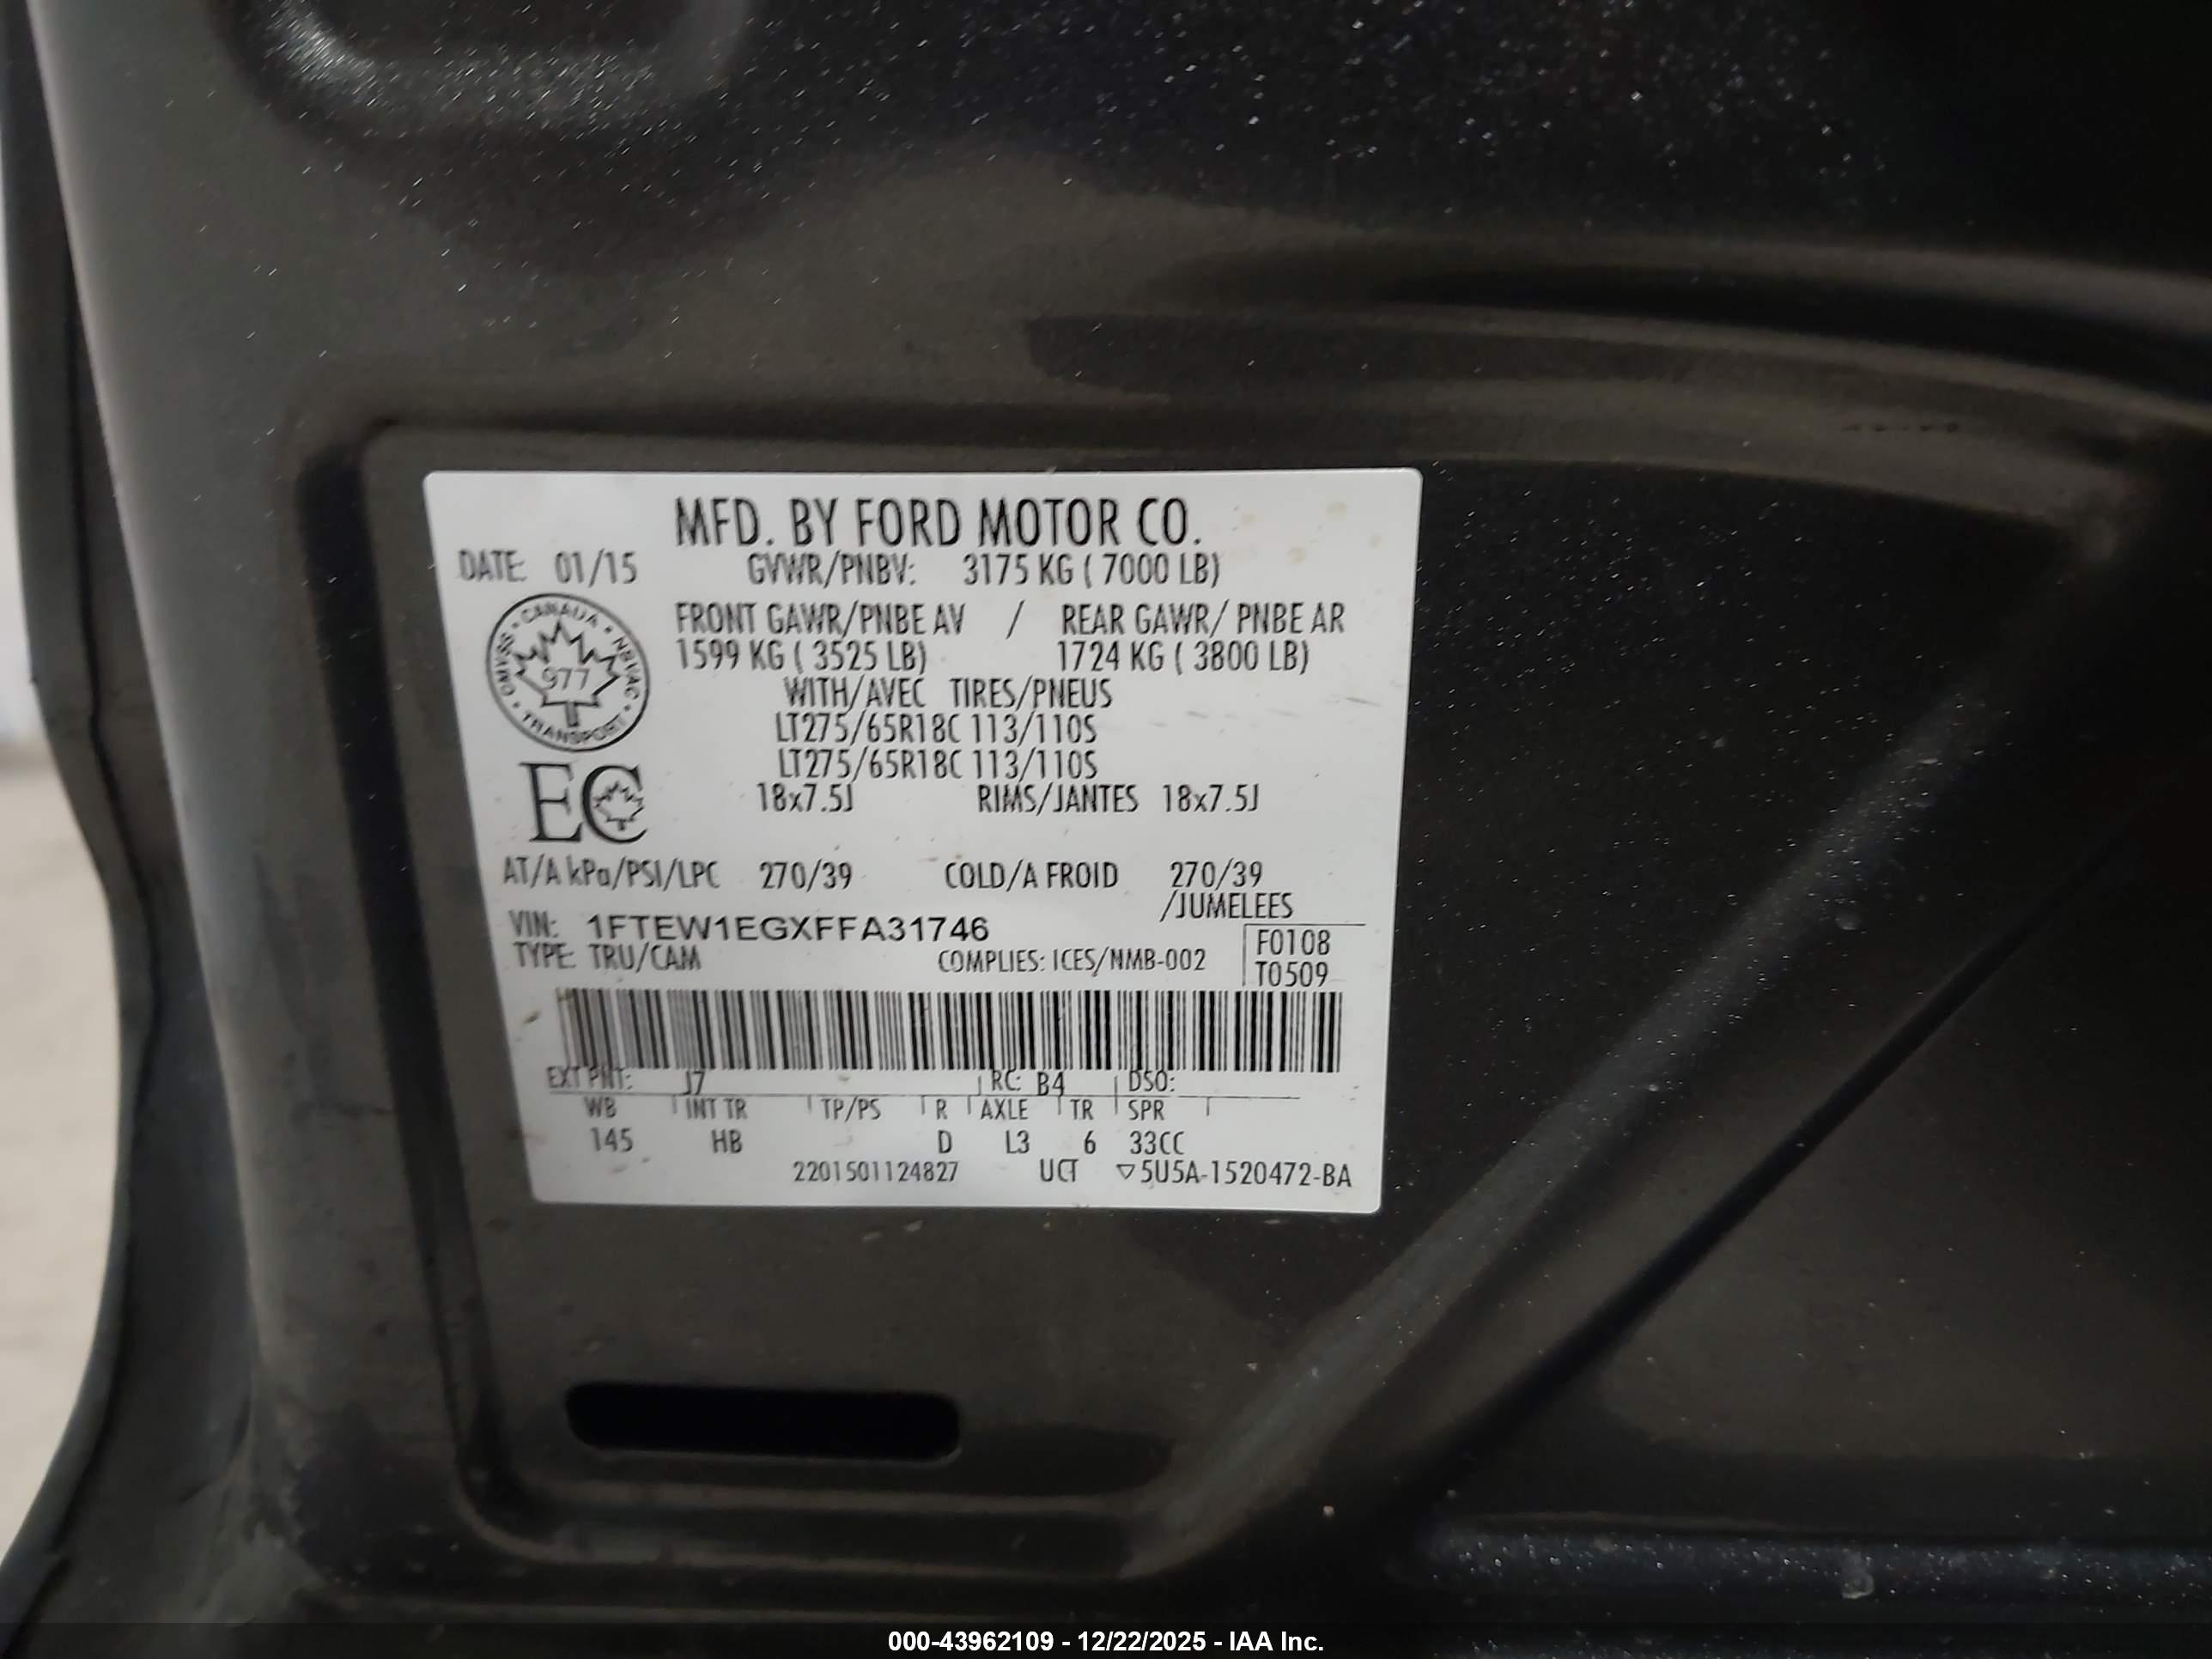 MFD. BY FORD MOTOR CO.
DATE: 01/15 GVWR/PNBV: 3175 KG ( 7000 LB)
FRONT GAWR/PNBE AV / REAR GAWR/ PNBE AR
1599 KG ( 3525 LB) 1724 KG ( 3800 LB)
WITH/AVEC TIRES/PNEUS
LT275/65R18C 113/110S
LT275/65R18C 113/110S
18x7.5J RIMS/JANTES 18x7.5J
CANADA · NSVAC · TRANSPORT · CMVSS
977
EC
AT/A kPa/PSI/LPC 270/39 COLD/A FROID 270/39
/JUMELEES
VIN: 1FTEW1EGXFFA31746
TYPE: TRU/CAM COMPLIES: ICES/NMB-002
F0108
T0509
EXT PNT: J7 RC: B4 DSO:
WB INT TR TP/PS R AXLE TR SPR
145 HB D L3 6 33CC
2201501124827 UCT ▽5U5A-1520472-BA
000-43962109 - 12/22/2025 - IAA Inc.